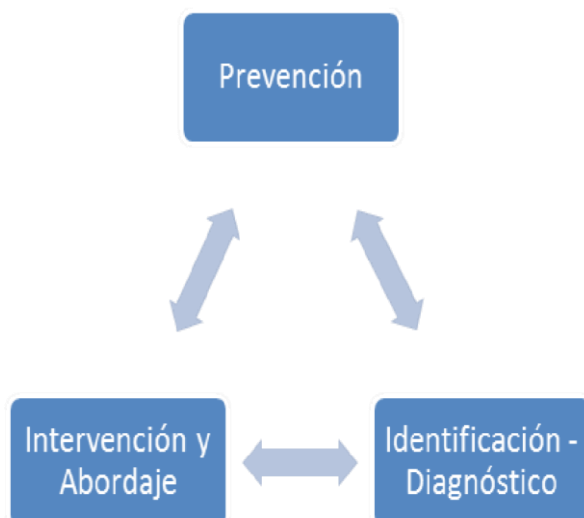 Prevención
Intervención y
Abordaje
Identificación -
Diagnóstico